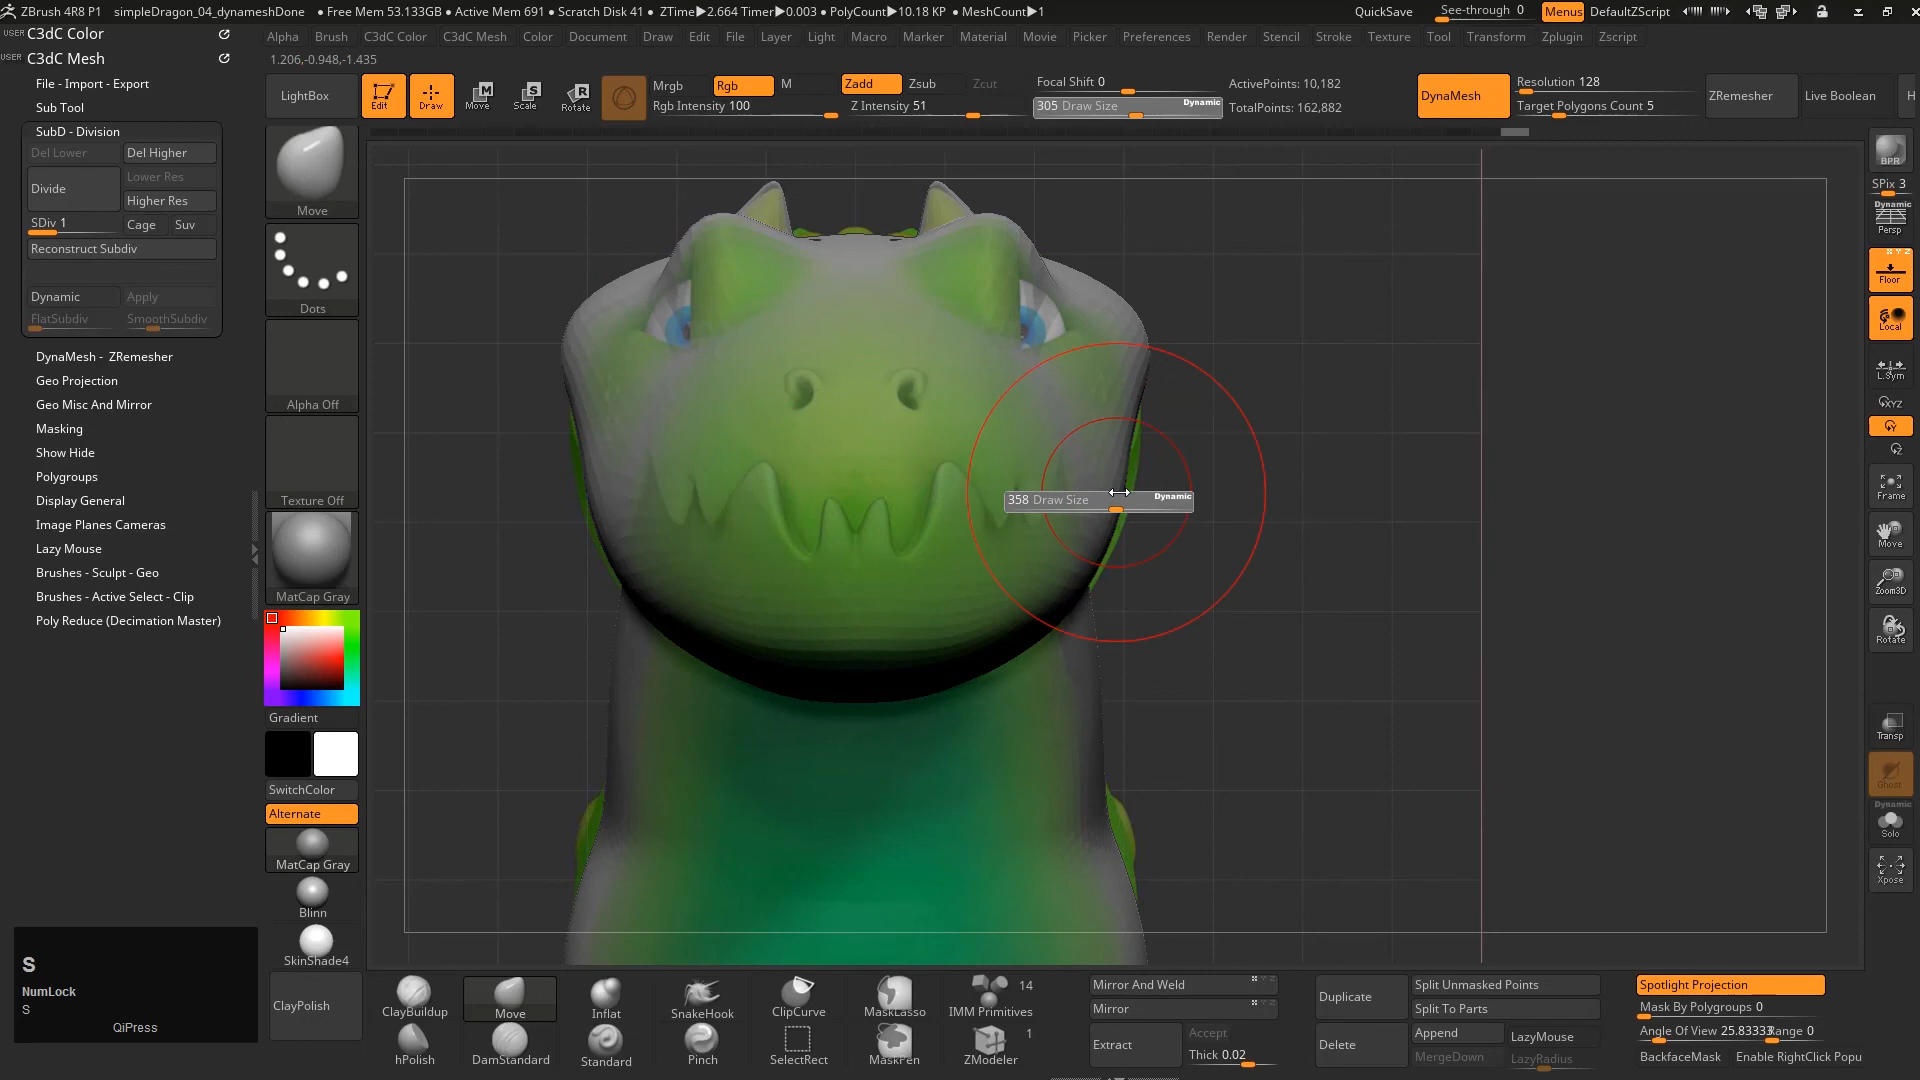 ZBrush 4R8 P1 simpleDragon_04_dynameshDone • Free Mem 53.133GB • Active Mem 691 • Scratch Disk 41 • ZTime▶2.664 Timer▶0.003 • PolyCount▶10.18 KP • MeshCount▶1 QuickSave See-through 0 Menus DefaultZScript
USER C3dC Color
USER C3dC Mesh
Alpha Brush C3dC Color C3dC Mesh Color Document Draw Edit File Layer Light Macro Marker Material Movie Picker Preferences Render Stencil Stroke Texture Tool Transform Zplugin Zscript
1.206,-0.948,-1.435
LightBox Edit Draw Move Scale Rotate
Mrgb Rgb M Zadd Zsub Zcut Focal Shift 0 ActivePoints: 10,182
Rgb Intensity 100 Z Intensity 51 305 Draw Size Dynamic TotalPoints: 162,882
DynaMesh Resolution 128 ZRemesher Live Boolean H
Target Polygons Count 5
File - Import - Export
Sub Tool
SubD - Division
Del Lower Del Higher
Divide Lower Res
Higher Res
SDiv 1 Cage Suv
Reconstruct Subdiv
Dynamic Apply
FlatSubdiv SmoothSubdiv
DynaMesh - ZRemesher
Geo Projection
Geo Misc And Mirror
Masking
Show Hide
Polygroups
Display General
Image Planes Cameras
Lazy Mouse
Brushes - Sculpt - Geo
Brushes - Active Select - Clip
Poly Reduce (Decimation Master)
Move
Dots
Alpha Off
Texture Off
MatCap Gray
Gradient
SwitchColor
Alternate
MatCap Gray
Blinn
SkinShade4
ClayPolish
358 Draw Size Dynamic
BPR
SPix 3
Dynamic
Persp
X Y Z
Floor
Local
L.Sym
XYZ
Y
Z
Frame
Move
Zoom3D
Rotate
Transp
Ghost
Dynamic
Solo
Xpose
S
NumLock
S
QiPress
ClayBuildup Move Inflat SnakeHook ClipCurve MaskLasso IMM Primitives 14
hPolish DamStandard Standard Pinch SelectRect MaskPen ZModeler 1
Mirror And Weld
Mirror
Extract Accept
Thick 0.02
Duplicate Split Unmasked Points
Split To Parts
Delete Append LazyMouse
MergeDown LazyRadius
Spotlight Projection
Mask By Polygroups 0
Angle Of View 25.83333 Range 0
BackfaceMask Enable RightClick Popu